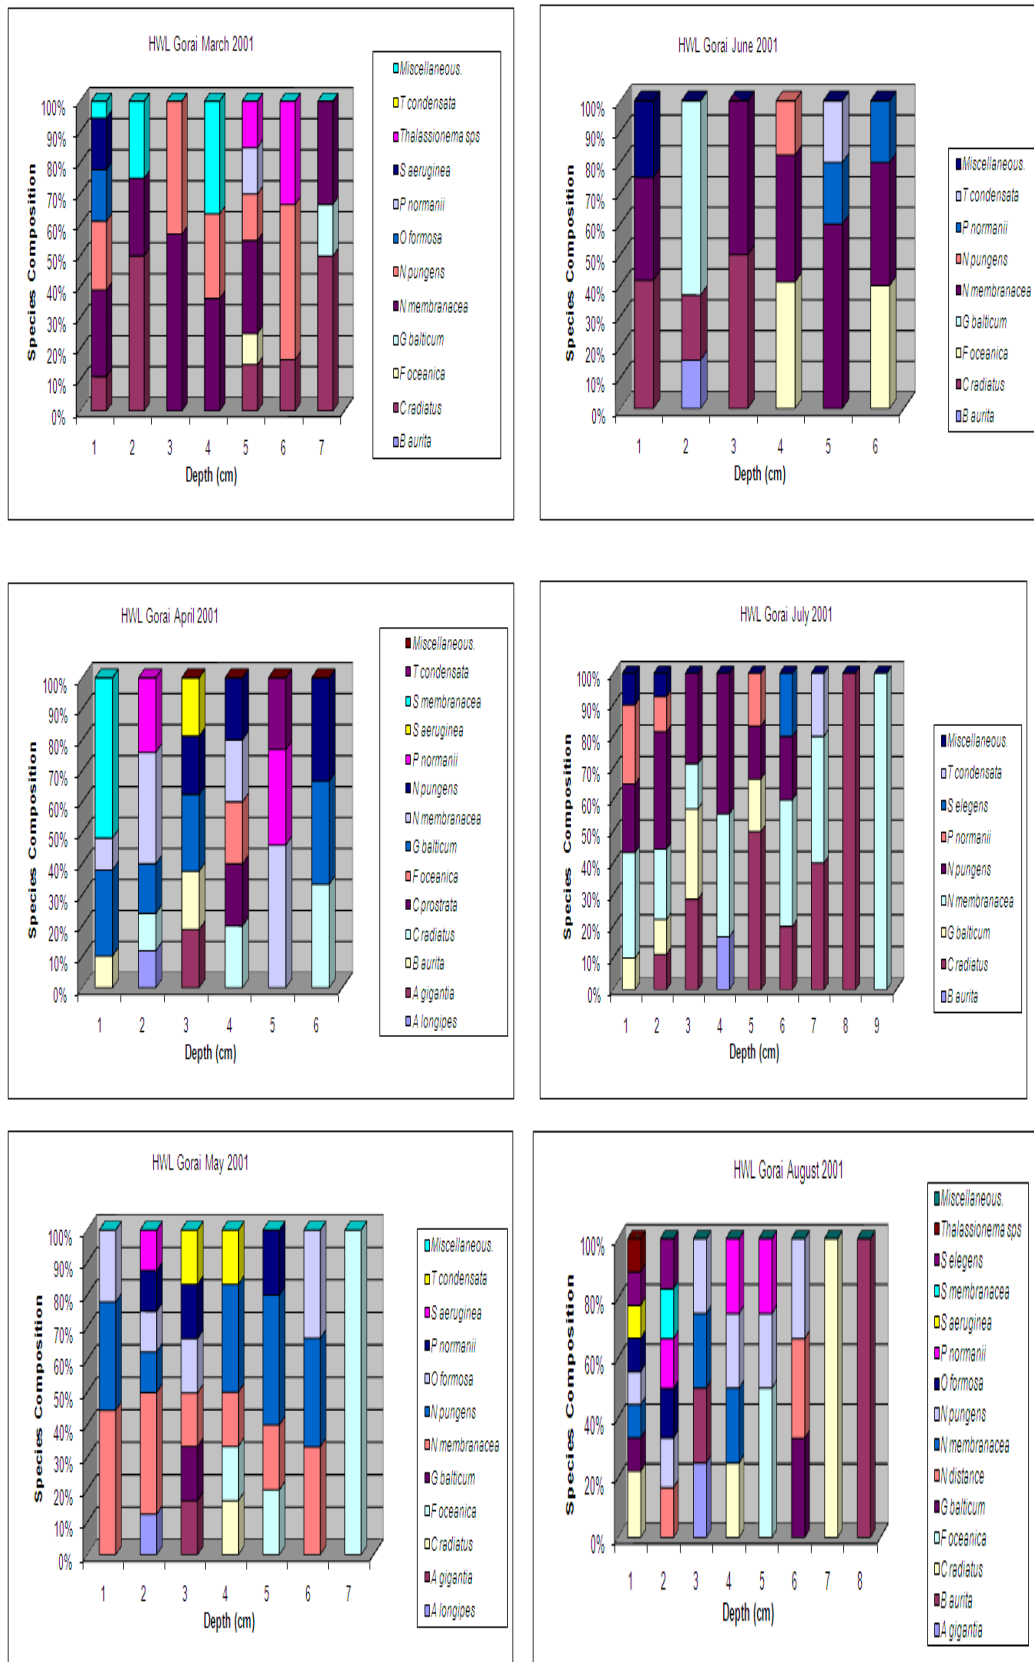 HWL Gorai March 2001
Species Composition
100%
90%
80%
70%
60%
50%
40%
30%
20%
10%
0%
1 2 3 4 5 6 7
Depth (cm)
Miscellaneous.
T condensata
Thalassionema sps
S aeruginea
P normanii
O formosa
N pungens
N membranacea
G balticum
F oceanica
C radiatus
B aurita
HWL Gorai June 2001
Species Composition
100%
90%
80%
70%
60%
50%
40%
30%
20%
10%
0%
1 2 3 4 5 6
Depth (cm)
Miscellaneous.
T condensata
P normanii
N pungens
N membranacea
G balticum
F oceanica
C radiatus
B aurita
HWL Gorai April 2001
Species Composition
100%
90%
80%
70%
60%
50%
40%
30%
20%
10%
0%
1 2 3 4 5 6
Depth (cm)
Miscellaneous.
T condensata
S membranacea
S aeruginea
P normanii
N pungens
N membranacea
G balticum
F oceanica
C prostrata
C radiatus
B aurita
A gigantia
A longipes
HWL Gorai July 2001
Species Composition
100%
90%
80%
70%
60%
50%
40%
30%
20%
10%
0%
1 2 3 4 5 6 7 8 9
Depth (cm)
Miscellaneous.
T condensata
S elegens
P normanii
N pungens
N membranacea
G balticum
C radiatus
B aurita
HWL Gorai May 2001
Species Composition
100%
90%
80%
70%
60%
50%
40%
30%
20%
10%
0%
1 2 3 4 5 6 7
Depth (cm)
Miscellaneous.
T condensata
S aeruginea
P normanii
O formosa
N pungens
N membranacea
G balticum
F oceanica
C radiatus
A gigantia
A longipes
HWL Gorai August 2001
Species Composition
100%
80%
60%
40%
20%
0%
1 2 3 4 5 6 7 8
Depth (cm)
Miscellaneous.
Thalassionema sps
S elegens
S membranacea
S aeruginea
P normanii
O formosa
N pungens
N membranacea
N distance
G balticum
F oceanica
C radiatus
B aurita
A gigantia